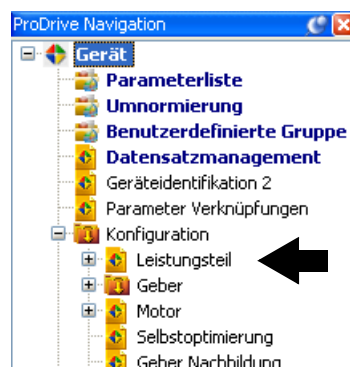 ProDrive Navigation
Gerät
Parameterliste
Umnormierung
Benutzerdefinierte Gruppe
Datensatzmanagement
Geräteidentifikation 2
Parameter Verknüpfungen
Konfiguration
Leistungsteil
Geber
Motor
Selbstoptimierung
Geber Nachbildung